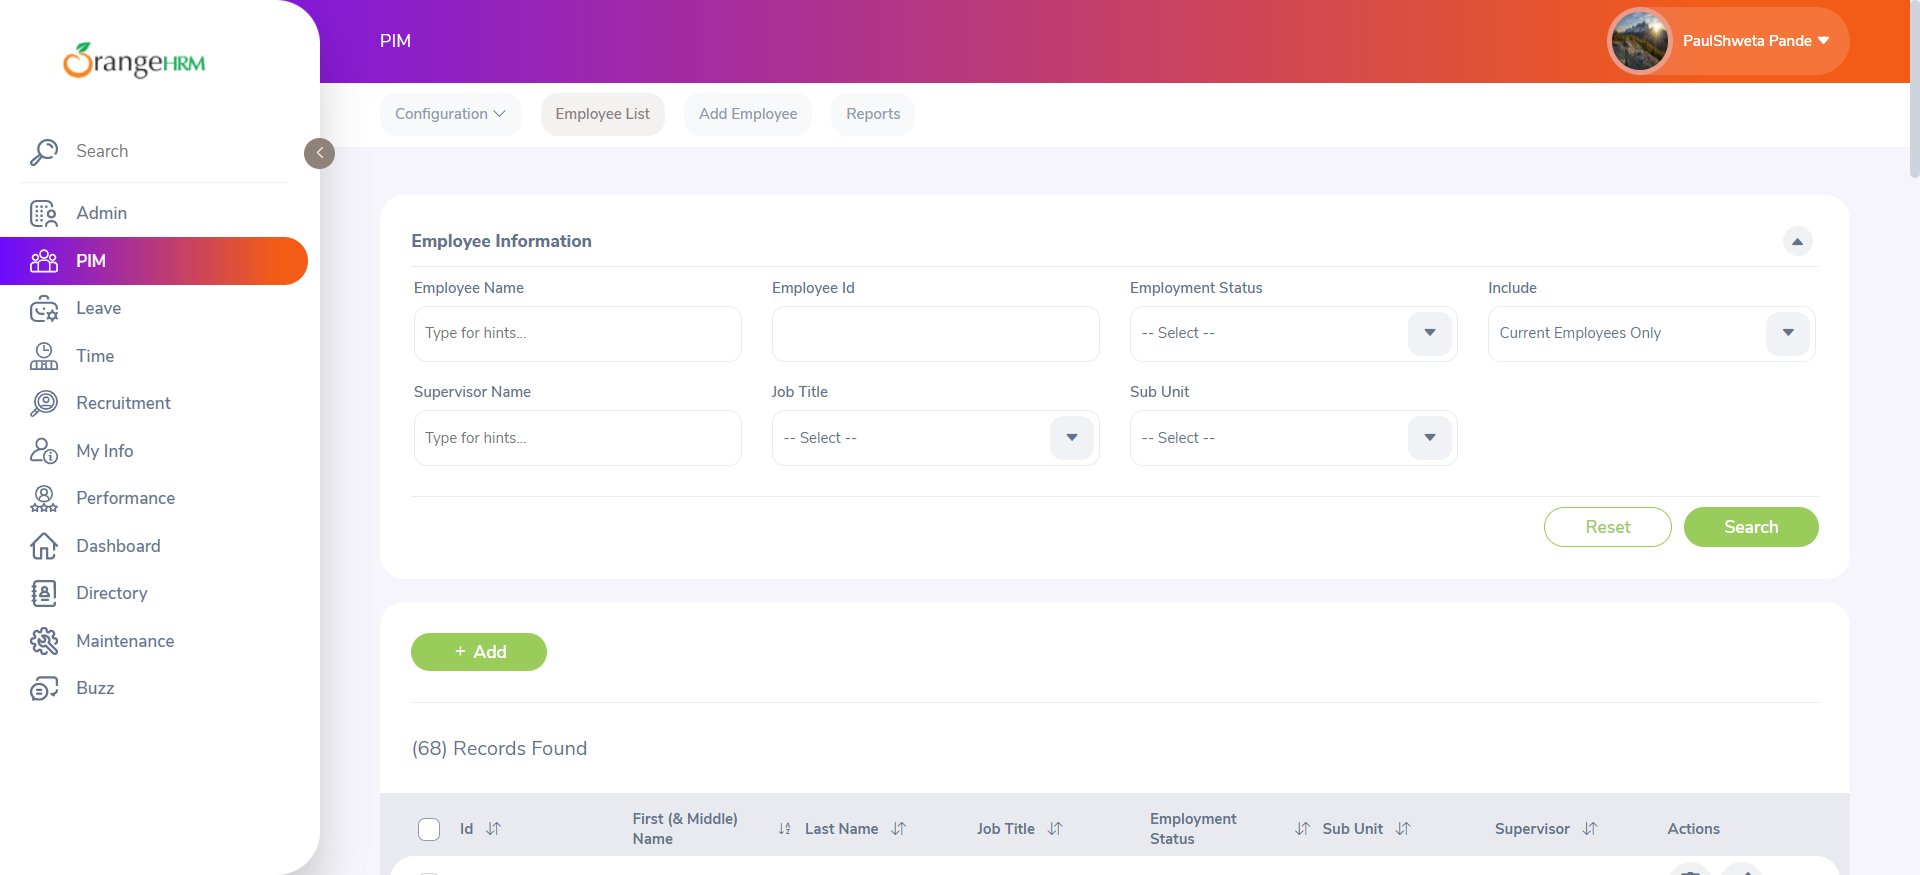 OrangeHRM
PIM
PaulShweta Pande
Configuration
Employee List
Add Employee
Reports
Search
Admin
PIM
Leave
Time
Recruitment
My Info
Performance
Dashboard
Directory
Maintenance
Buzz
Employee Information
Employee Name
Employee Id
Employment Status
Include
Type for hints...
-- Select --
Current Employees Only
Supervisor Name
Job Title
Sub Unit
Type for hints...
-- Select --
-- Select --
Reset
Search
+ Add
(68) Records Found
Id
First (& Middle)
Name
Last Name
Job Title
Employment
Status
Sub Unit
Supervisor
Actions